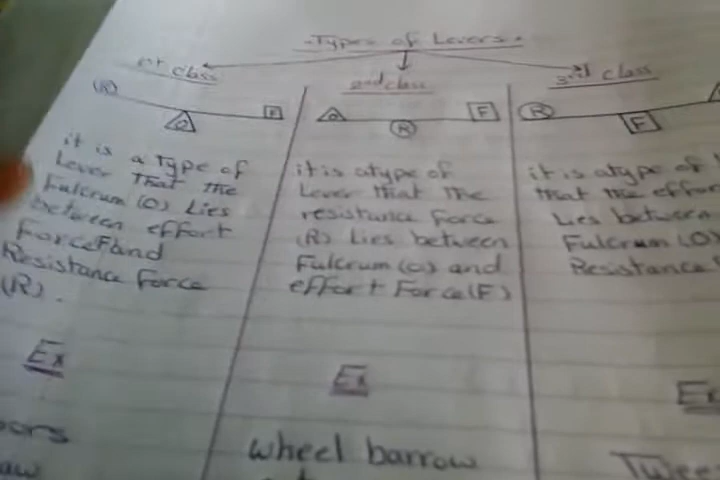 Types of Levers
1st class
2nd class
3rd class
(R)
O
F
O
R
F
R
F
it is a Type of
Lever That The
Fulcrum (O) Lies
between effort
Force F and
Resistance Force
(R).
Ex
it is a type of
Lever that The
resistance force
(R) Lies between
Fulcrum (O) and
effort Force (F)
Ex
wheel barrow
it is a type of
that the effor
Lies between
Fulcrum (O)
Resistance
Ex
Twee